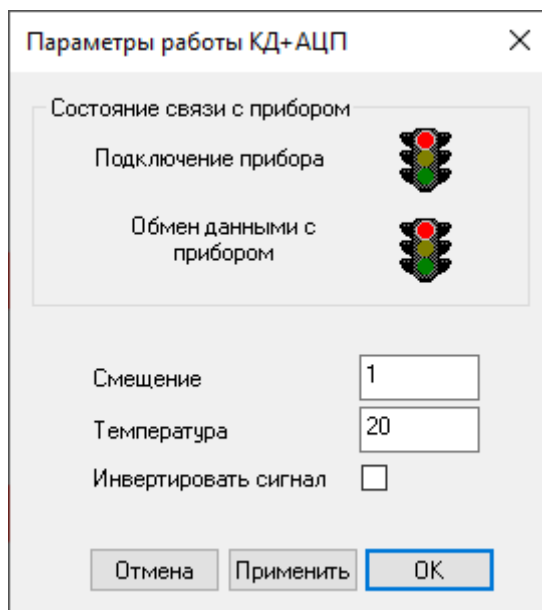 Параметры работы КД+АЦП
Состояние связи с прибором
Подключение прибора
Обмен данными с
прибором
Смещение 1
Температура 20
Инвертировать сигнал
Отмена Применить OK